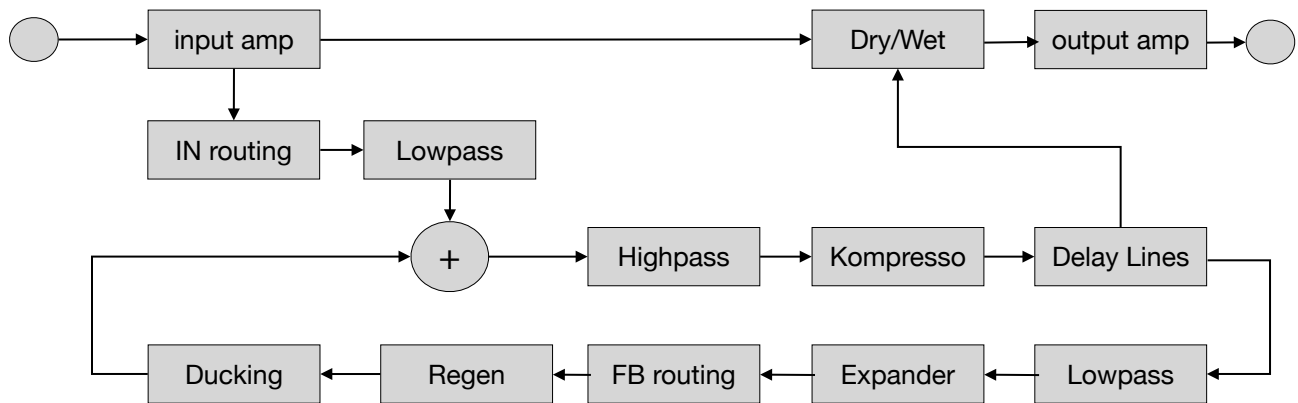 input amp
Dry/Wet
output amp
IN routing
Lowpass
+
Highpass
Kompresso
Delay Lines
Ducking
Regen
FB routing
Expander
Lowpass